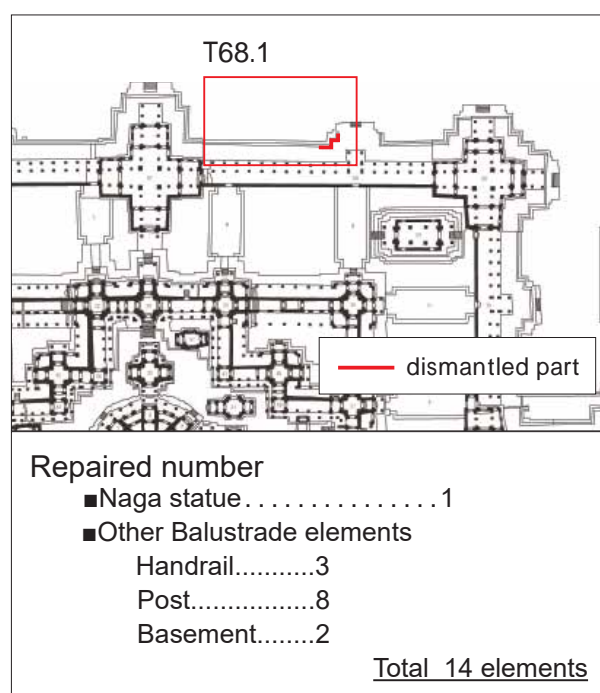 T68.1
dismantled part
Repaired number
■Naga statue...............1
■Other Balustrade elements
Handrail...........3
Post................8
Basement........2
Total 14 elements